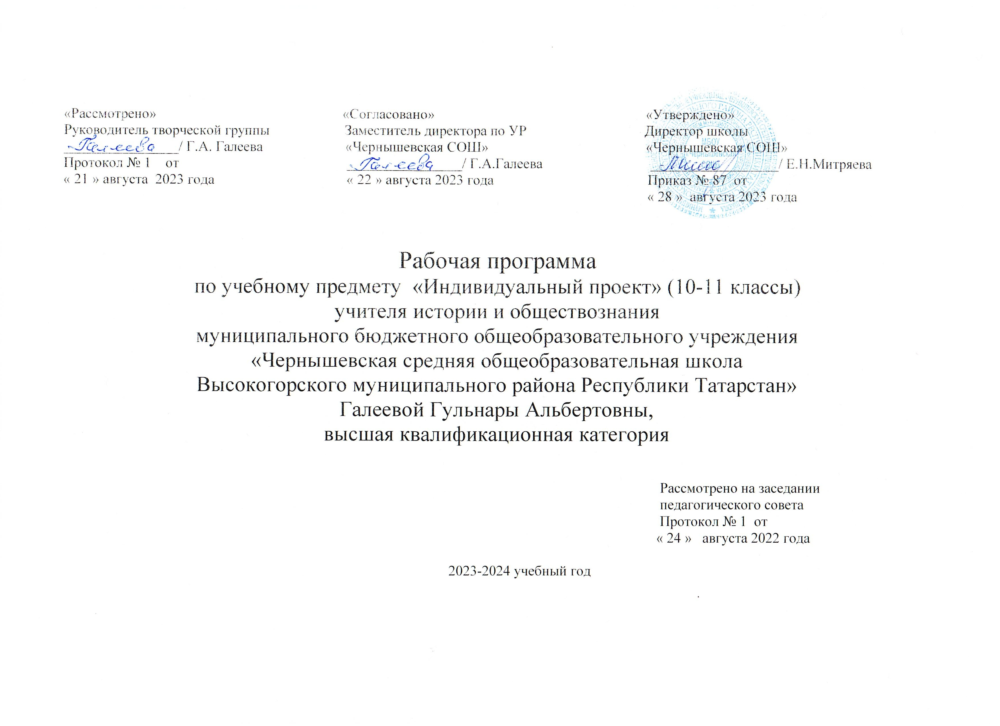 «Рассмотрено»
Руководитель творческой группы
Галеева / Г.А. Галеева
Протокол № 1 от
« 21 » августа 2023 года
«Согласовано»
Заместитель директора по УР
«Чернышевская СОШ»
Галеева / Г.А.Галеева
« 22 » августа 2023 года
«Утверждено»
Директор школы
«Чернышевская СОШ»
/ Е.Н.Митряева
Приказ № 87 от
« 28 » августа 2023 года
МБОУ
Рабочая программа
по учебному предмету «Индивидуальный проект» (10-11 классы)
учителя истории и обществознания
муниципального бюджетного общеобразовательного учреждения
«Чернышевская средняя общеобразовательная школа
Высокогорского муниципального района Республики Татарстан»
Галеевой Гульнары Альбертовны,
высшая квалификационная категория
Рассмотрено на заседании
педагогического совета
Протокол № 1 от
« 24 » августа 2022 года
2023-2024 учебный год